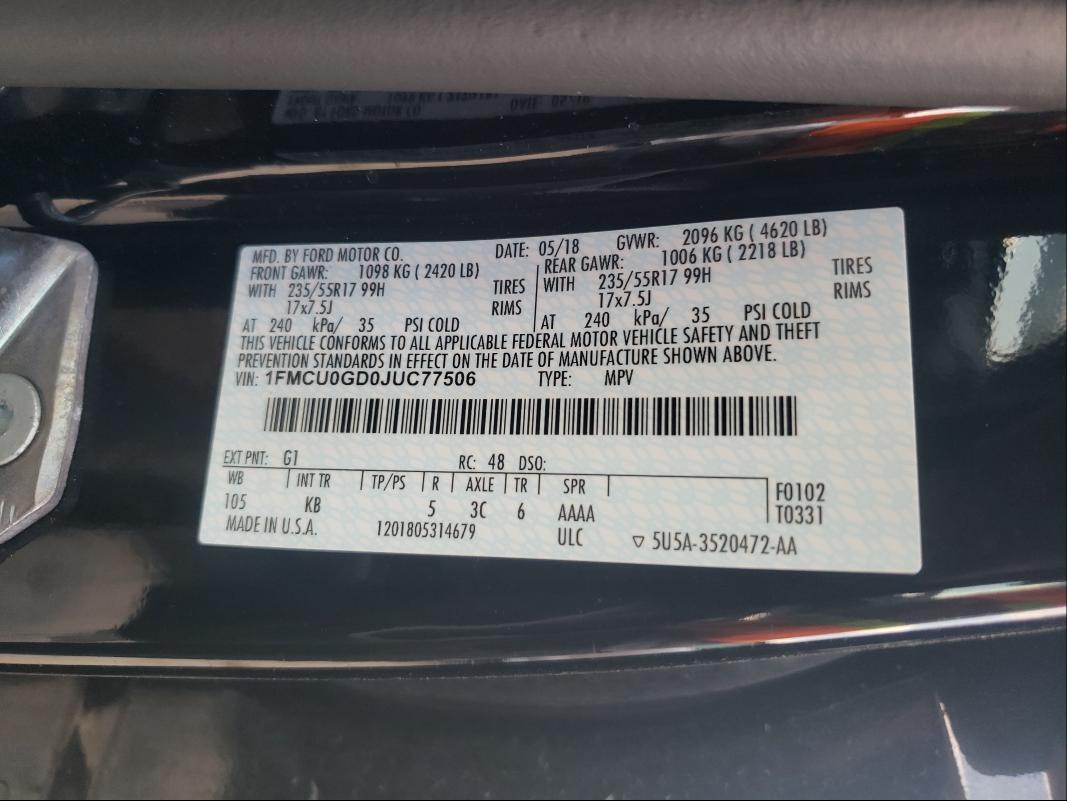 MFD. BY FORD MOTOR CO. DATE: 05/18 GVWR: 2096 KG ( 4620 LB)
FRONT GAWR: 1098 KG ( 2420 LB) REAR GAWR: 1006 KG ( 2218 LB)
WITH 235/55R17 99H TIRES WITH 235/55R17 99H TIRES
17x7.5J RIMS 17x7.5J RIMS
AT 240 kPa/ 35 PSI COLD AT 240 kPa/ 35 PSI COLD
THIS VEHICLE CONFORMS TO ALL APPLICABLE FEDERAL MOTOR VEHICLE SAFETY AND THEFT
PREVENTION STANDARDS IN EFFECT ON THE DATE OF MANUFACTURE SHOWN ABOVE.
VIN: 1FMCU0GD0JUC77506 TYPE: MPV
EXT PNT: G1 RC: 48 DSO:
WB INT TR TP/PS R AXLE TR SPR F0102
105 KB 5 3C 6 AAAA T0331
MADE IN U.S.A. 1201805314679 ULC ▽ 5U5A-3520472-AA